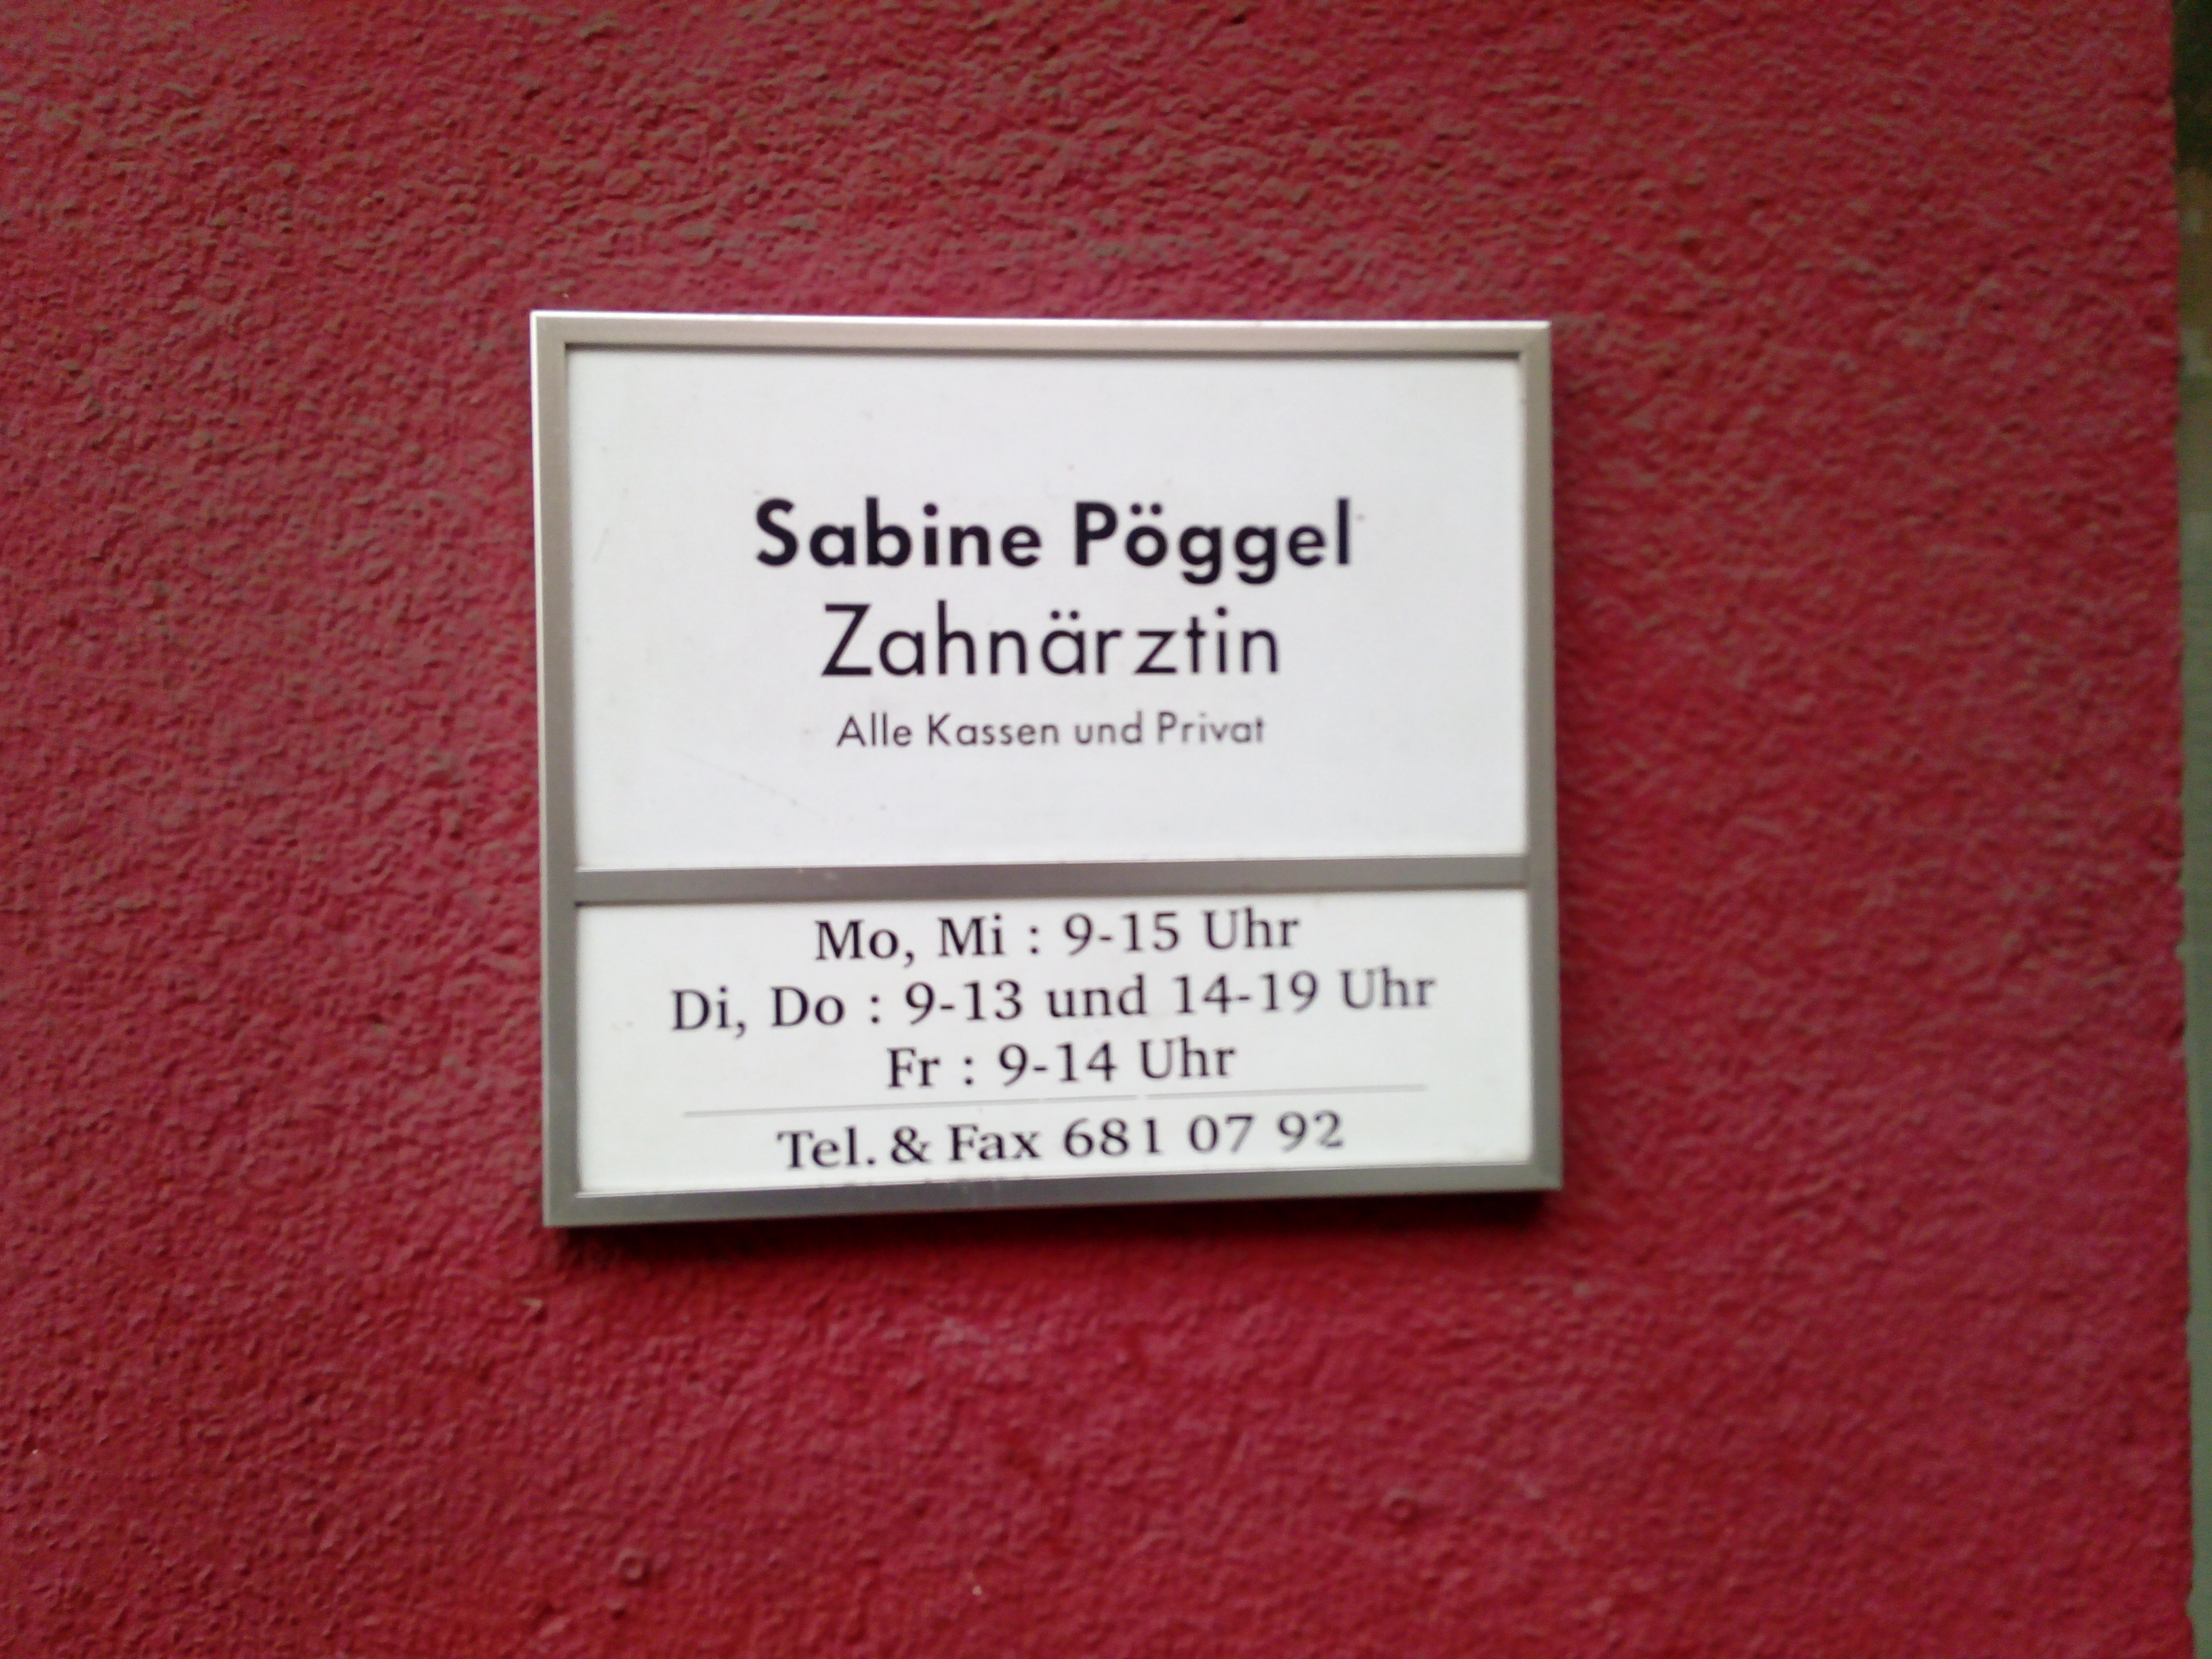 Sabine Pöggel
Zahnärztin
Alle Kassen und Privat
Mo, Mi : 9-15 Uhr
Di, Do : 9-13 und 14-19 Uhr
Fr : 9-14 Uhr
Tel. & Fax 681 07 92